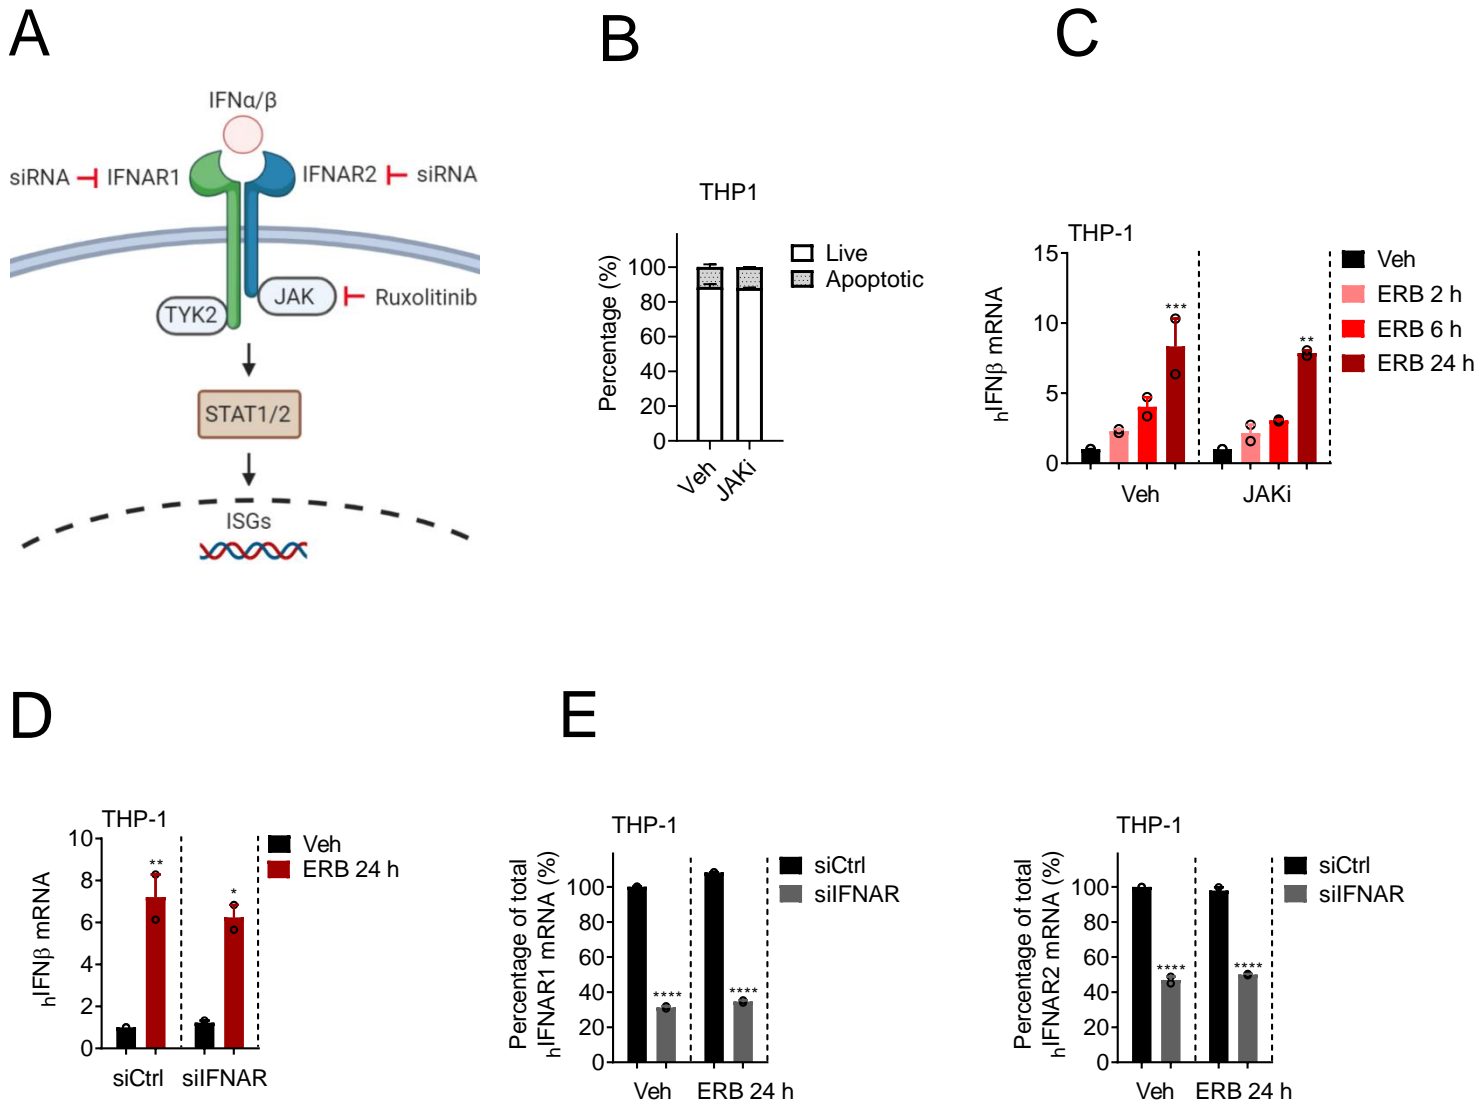 A
IFNα/β
siRNA IFNAR1 IFNAR2 siRNA
TYK2 JAK Ruxolitinib
STAT1/2
ISGs
B
THP1
Percentage (%)
100
80
60
40
20
0
Veh JAKi
Live
Apoptotic
C
THP-1
hIFNβ mRNA
15
10
5
0
*** **
Veh JAKi
Veh
ERB 2 h
ERB 6 h
ERB 24 h
D
THP-1
hIFNβ mRNA
10
8
6
4
2
0
** *
siCtrl siIFNAR
Veh
ERB 24 h
E
THP-1
Percentage of total
hIFNAR1 mRNA (%)
100
80
60
40
20
0
**** ****
Veh ERB 24 h
siCtrl
siIFNAR
THP-1
Percentage of total
hIFNAR2 mRNA (%)
100
80
60
40
20
0
**** ****
Veh ERB 24 h
siCtrl
siIFNAR